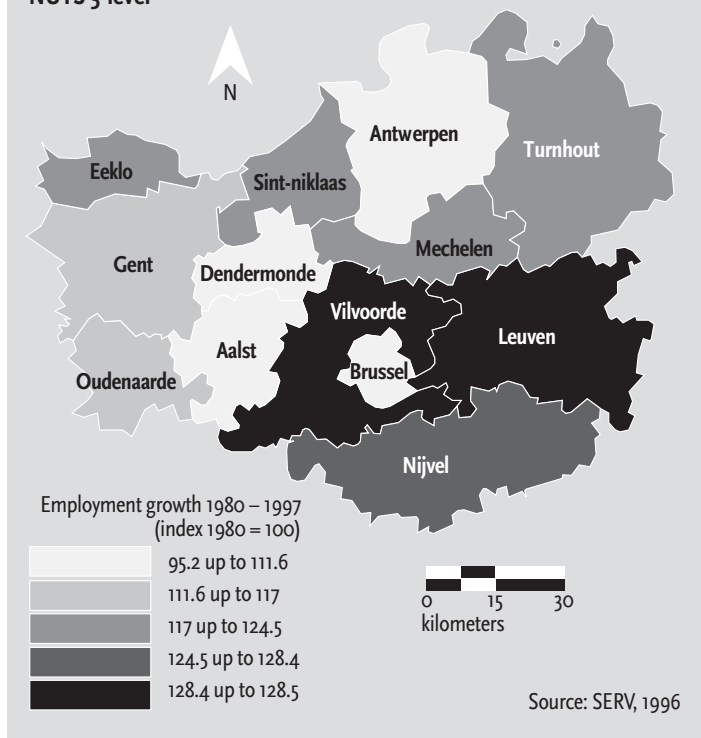 NUTS 3-level
N
Antwerpen
Turnhout
Eeklo
Sint-niklaas
Mechelen
Gent
Dendermonde
Vilvoorde
Leuven
Aalst
Brussel
Oudenaarde
Nijvel
Employment growth 1980 – 1997
(index 1980 = 100)
95.2 up to 111.6
111.6 up to 117
117 up to 124.5
124.5 up to 128.4
128.4 up to 128.5
0 15 30
kilometers
Source: SERV, 1996